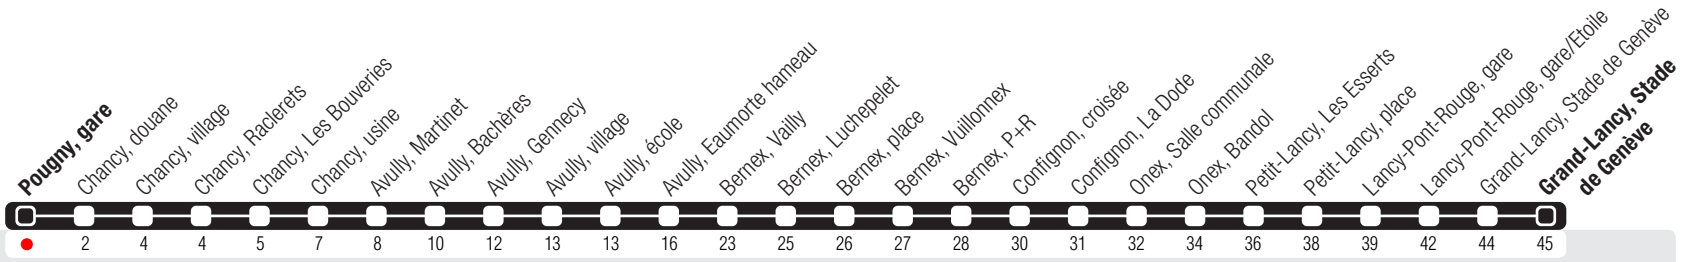 Pougny, gare
Chancy, douane
Chancy, village
Chancy, Raclerets
Chancy, Les Bouveries
Chancy, usine
Avully, Martinet
Avully, Bachères
Avully, Gennecy
Avully, village
Avully, école
Avully, Eaumorte hameau
Bernex, Vailly
Bernex, Luchepelet
Bernex, place
Bernex, Vuillonnex
Bernex, P+R
Confignon, croisée
Confignon, La Dode
Onex, Salle communale
Onex, Bandol
Petit-Lancy, Les Esserts
Petit-Lancy, place
Lancy-Pont-Rouge, gare
Lancy-Pont-Rouge, gare/Etoile
Grand-Lancy, Stade de Genève
Grand-Lancy, Stade
de Genève
2 4 4 5 7 8 10 12 13 13 16 23 25 26 27 28 30 31 32 34 36 38 39 42 44 45